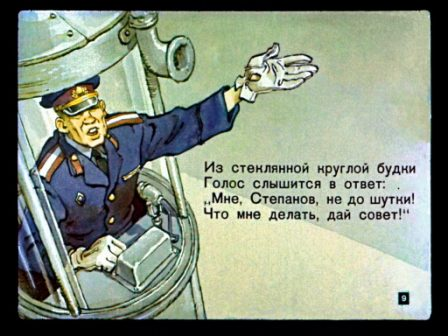 Из стеклянной круглой будки
Голос слышится в ответ:
„Мне, Степанов, не до шутки!
Что мне делать, дай совет!"
9